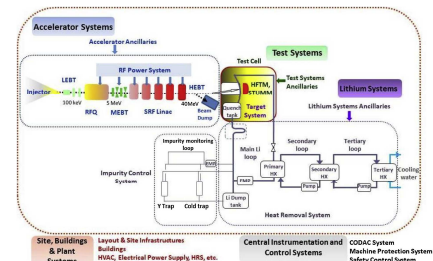 Accelerator Systems
Accelerator Ancillaries
RF Power System
LEBT
HEBT
Injector
100 keV
5 MeV
40MeV
RFQ
MEBT
SRF Linac
Beam
Dump
Test Cell
HFTM,
STUMM
Target
System
Quench
tank
Test Systems
Test Systems
Ancillaries
Lithium Systems
Lithium Systems Ancillaries
Impurity monitoring
loop
Impurity Control
System
Y Trap
Cold trap
EMP
EMP
Main Li
loop
Li Dump
tank
Secondary
loop
Tertiary
loop
Primary
HX
Secondary
HX
Tertiary
HX
Pump
Pump
Cooling
water
Heat Removal System
Site, Buildings
& Plant
Systems
Layout & Site Infrastrutures
Buildings
HVAC, Electrical Power Supply, HRS, etc.
Central Instrumentation and
Control Systems
CODAC System
Machine Protection System
Safety Control System